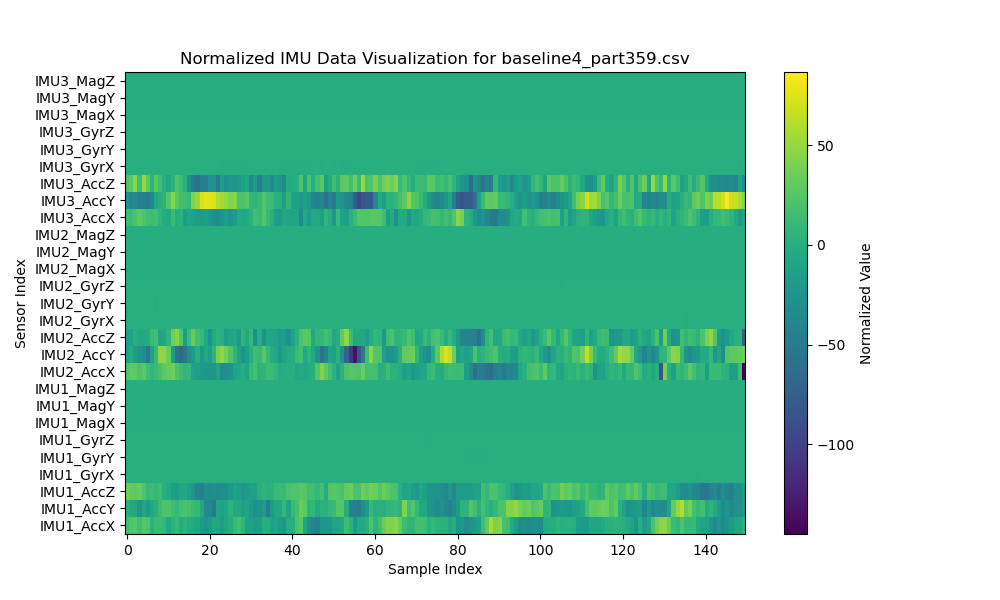 Normalized IMU Data Visualization for baseline4_part359.csv
IMU3_MagZ
IMU3_MagY
IMU3_MagX
IMU3_GyrZ
IMU3_GyrY
IMU3_GyrX
IMU3_AccZ
IMU3_AccY
IMU3_AccX
IMU2_MagZ
IMU2_MagY
IMU2_MagX
IMU2_GyrZ
IMU2_GyrY
IMU2_GyrX
IMU2_AccZ
IMU2_AccY
IMU2_AccX
IMU1_MagZ
IMU1_MagY
IMU1_MagX
IMU1_GyrZ
IMU1_GyrY
IMU1_GyrX
IMU1_AccZ
IMU1_AccY
IMU1_AccX
Sensor Index
0 20 40 60 80 100 120 140
Sample Index
50
0
−50
−100
Normalized Value